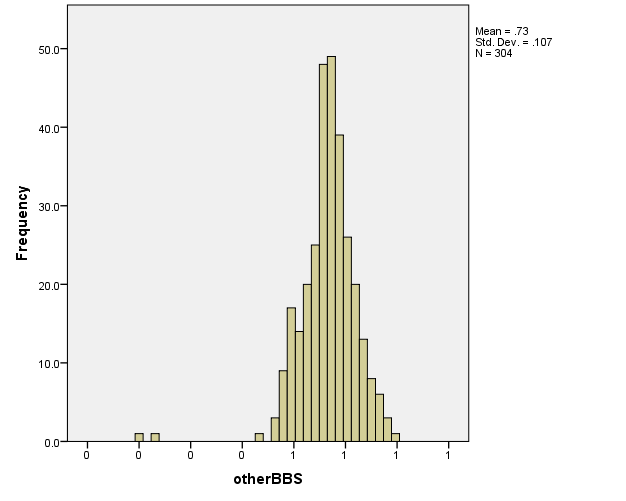 Mean = .73
Std. Dev. = .107
N = 304
50.0
40.0
30.0
20.0
10.0
0.0
Frequency
0 0 0 0 1 1 1 1
otherBBS